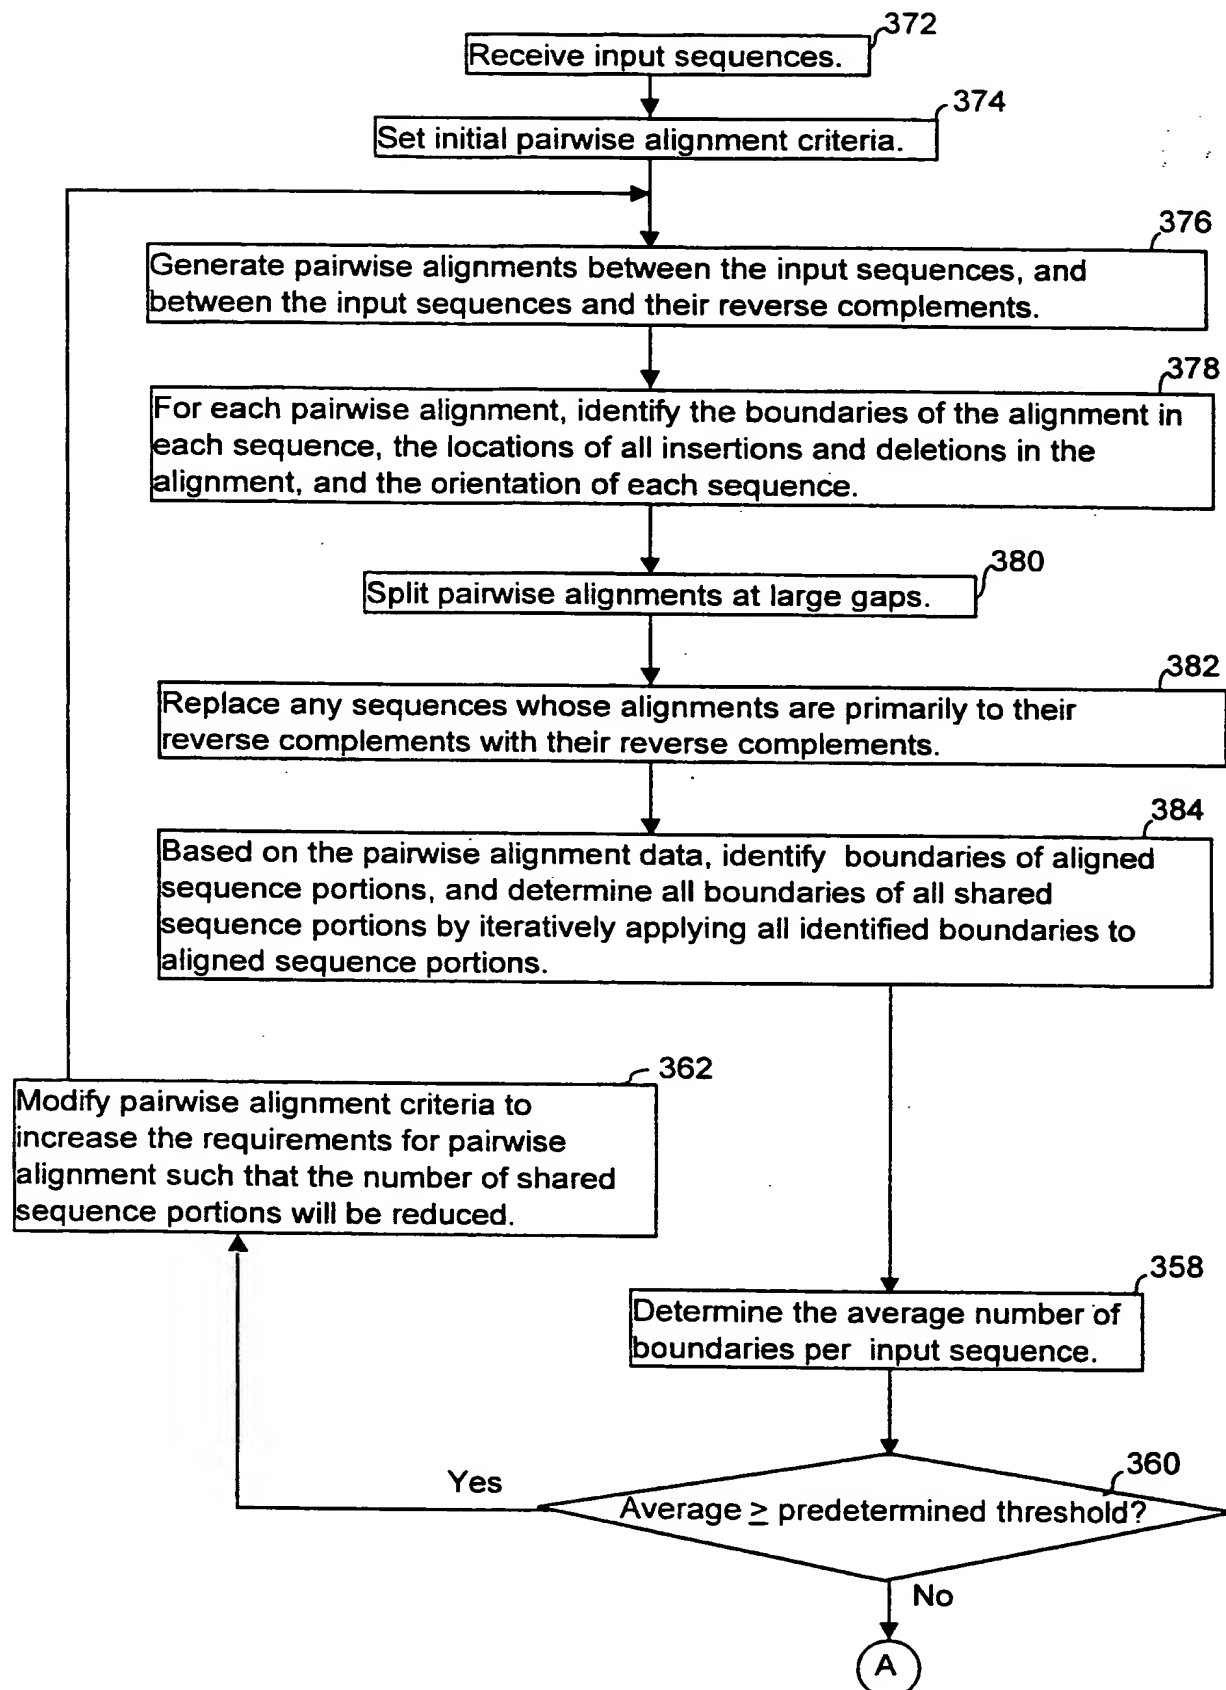 372
Receive input sequences.
374
Set initial pairwise alignment criteria.
376
Generate pairwise alignments between the input sequences, and
between the input sequences and their reverse complements.
378
For each pairwise alignment, identify the boundaries of the alignment in
each sequence, the locations of all insertions and deletions in the
alignment, and the orientation of each sequence.
380
Split pairwise alignments at large gaps.
382
Replace any sequences whose alignments are primarily to their
reverse complements with their reverse complements.
384
Based on the pairwise alignment data, identify boundaries of aligned
sequence portions, and determine all boundaries of all shared
sequence portions by iteratively applying all identified boundaries to
aligned sequence portions.
362
Modify pairwise alignment criteria to
increase the requirements for pairwise
alignment such that the number of shared
sequence portions will be reduced.
358
Determine the average number of
boundaries per input sequence.
360
Yes
Average ≥ predetermined threshold?
No
A